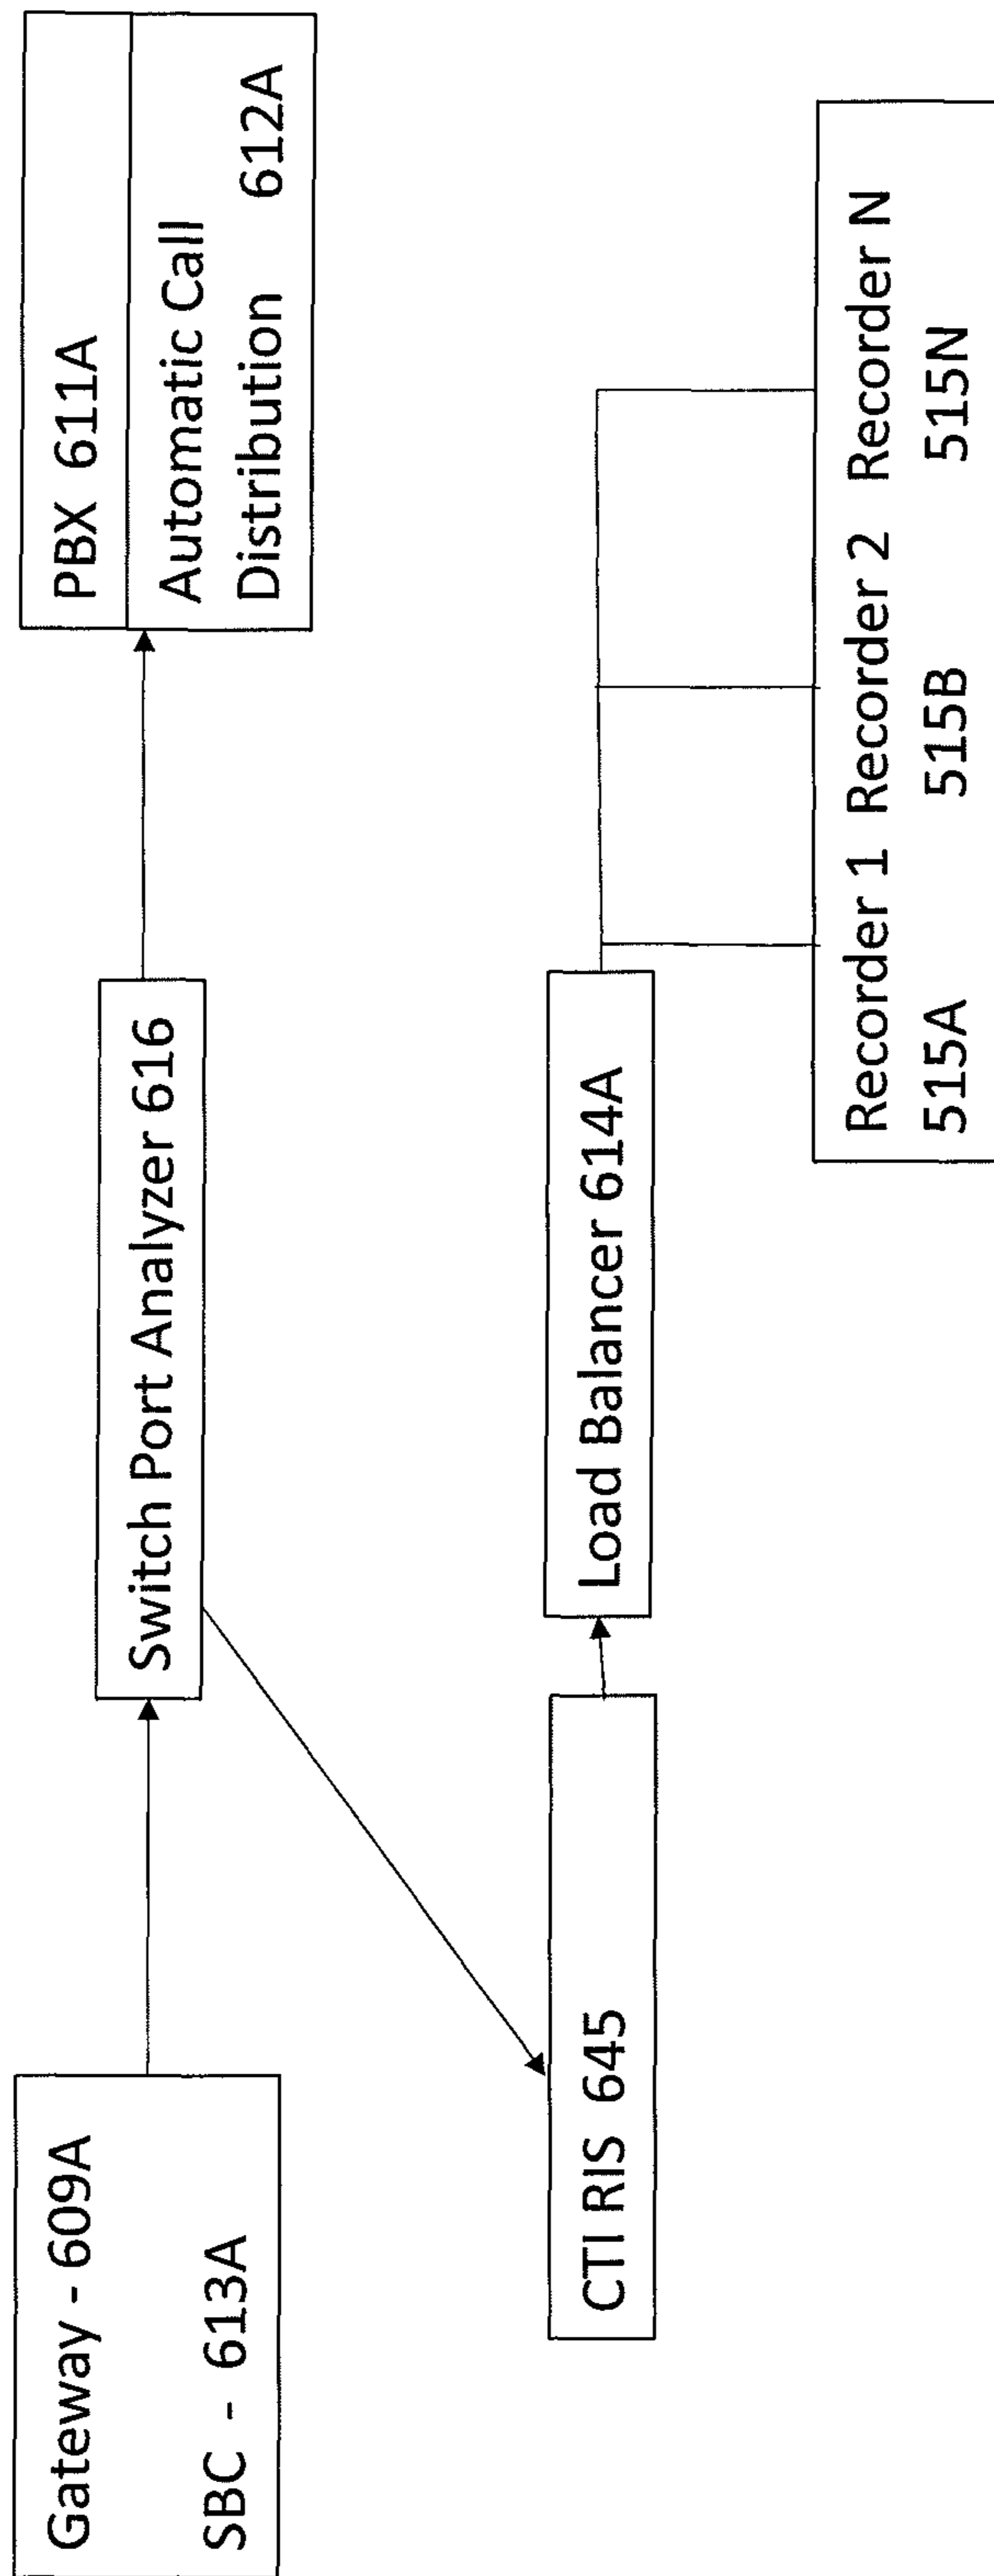 Gateway - 609A
SBC - 613A
Switch Port Analyzer 616
PBX 611A
Automatic Call
Distribution 612A
CTI RIS 645
Load Balancer 614A
Recorder 1 Recorder 2 Recorder N
515A 515B 515N